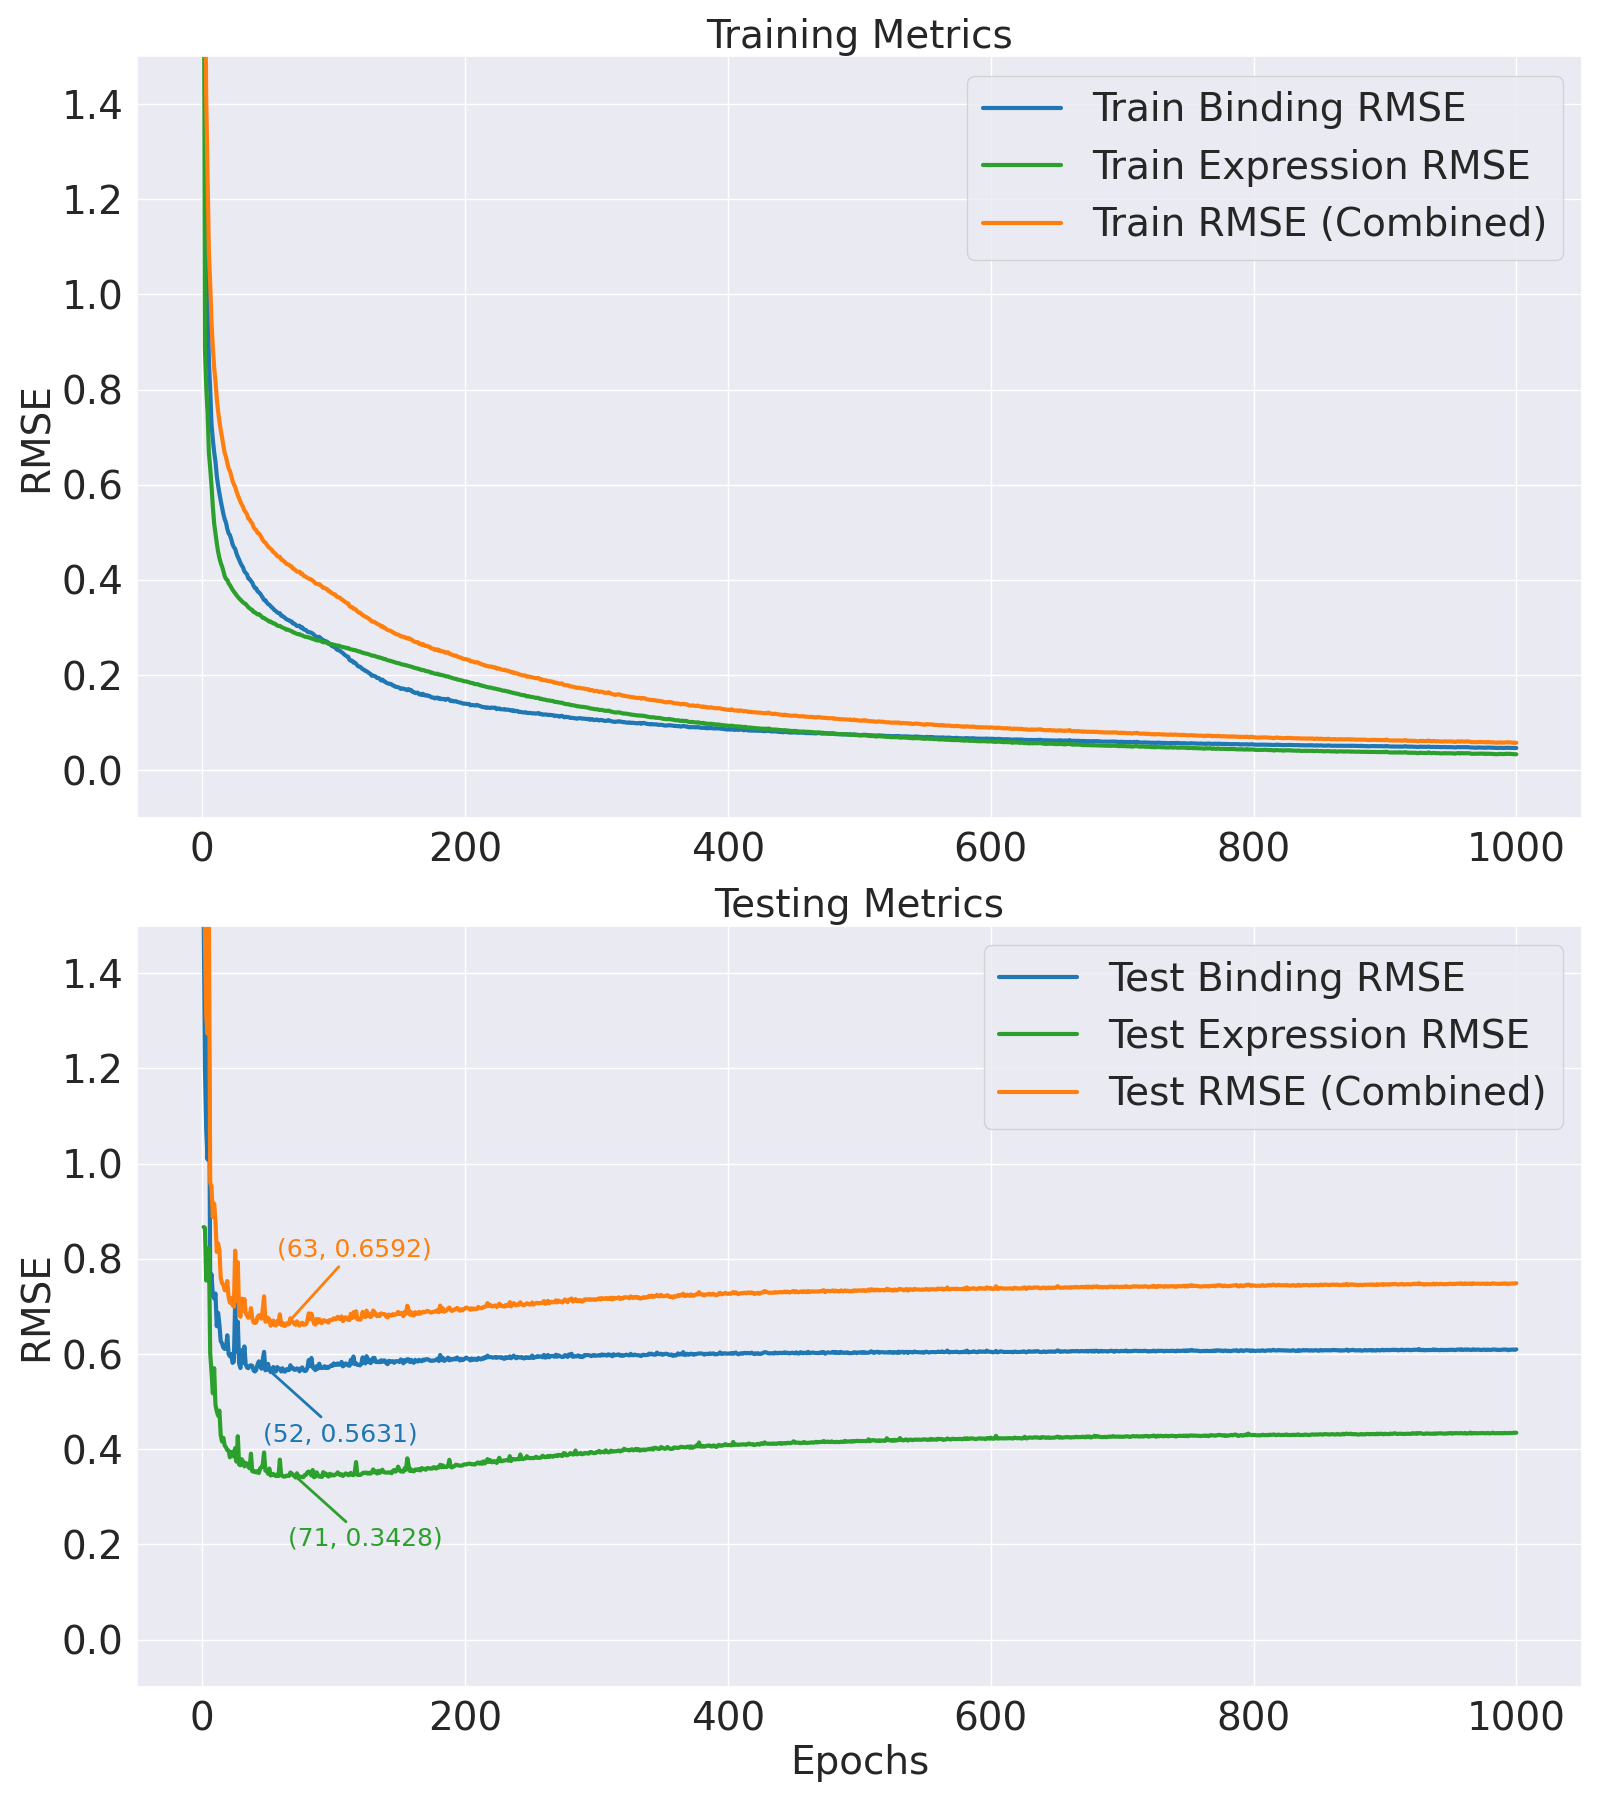 Training Metrics
RMSE
1.4
1.2
1.0
0.8
0.6
0.4
0.2
0.0
Train Binding RMSE
Train Expression RMSE
Train RMSE (Combined)
0 200 400 600 800 1000
Testing Metrics
RMSE
1.4
1.2
1.0
0.8
0.6
0.4
0.2
0.0
Test Binding RMSE
Test Expression RMSE
Test RMSE (Combined)
(63, 0.6592)
(52, 0.5631)
(71, 0.3428)
0 200 400 600 800 1000
Epochs